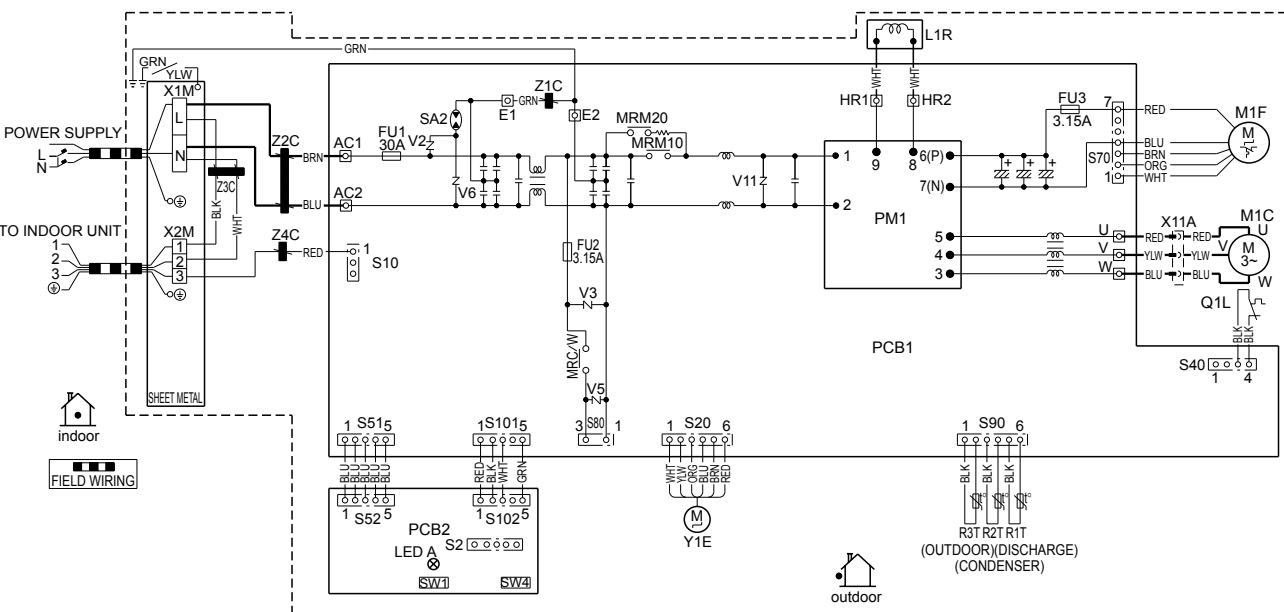 GRN
L1R
GRN
YLW
X1M
L
N
POWER SUPPLY
L
N
Z3C
BLK
WHT
TO INDOOR UNIT
1
2
3
X2M
1
2
3
SHEET METAL
Z2C
BRN
BLU
Z4C
RED
AC1
AC2
1
S10
FU1
30A
V2
SA2
E1
GRN
Z1C
E2
V6
MRM20
MRM10
V11
FU2
3.15A
V3
MRC/W
V5
3
S80
1
WHT
WHT
HR1
HR2
9
8
1
2
6(P)
7(N)
PM1
5
4
3
+
+
+
FU3
3.15A
7
S70
1
RED
BLU
BRN
ORG
WHT
M1F
M
U
V
W
X11A
RED
RED
YLW
YLW
BLU
BLU
M1C
U
V
W
M
3~
Q1L
BLK
BLK
S40
1
4
PCB1
indoor
FIELD WIRING
1
S51
5
BLU
BLU
BLU
BLU
BLU
1
S52
5
1
S101
5
RED
BLK
WHT
GRN
1
S102
5
PCB2
S2
LED A
SW1
SW4
1
S20
6
WHT
YLW
ORG
BLU
BRN
RED
M
Y1E
1
S90
6
BLK
BLK
BLK
t°
t°
t°
R3T
R2T
R1T
(OUTDOOR)(DISCHARGE)
(CONDENSER)
outdoor